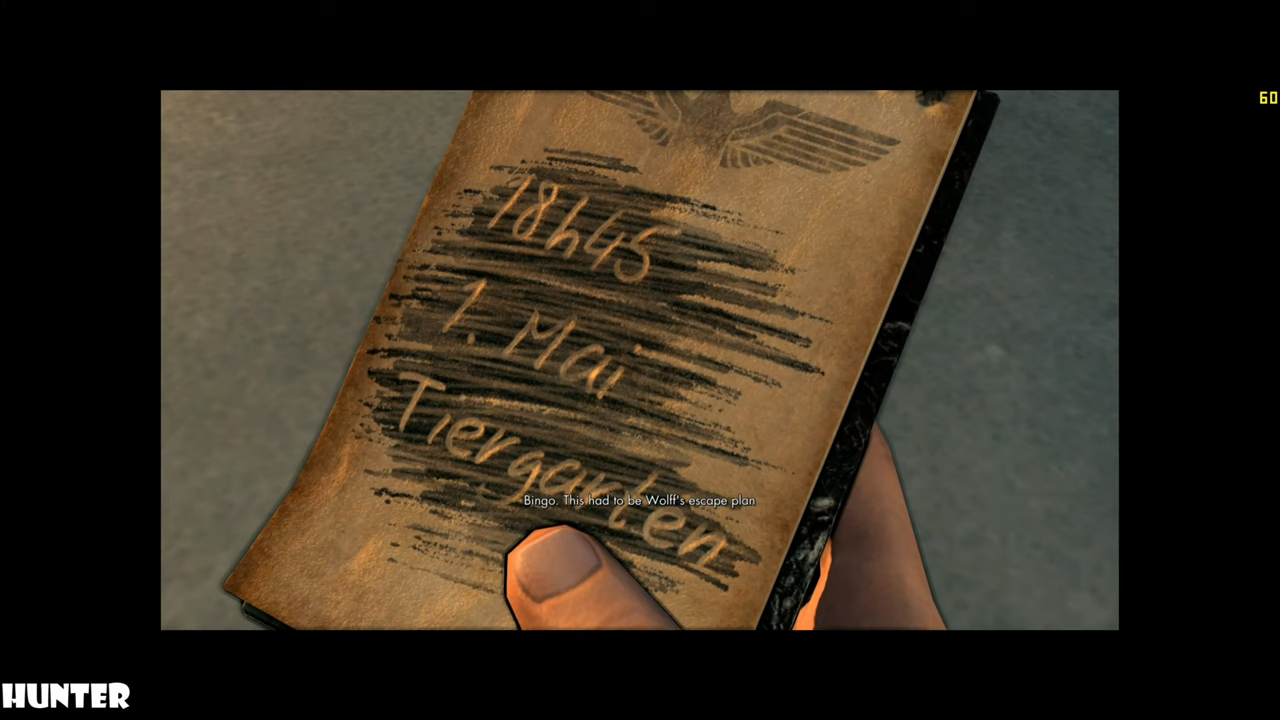 60
18h45
1. Mai
Tiergarten
Bingo. This had to be Wolff's escape plan
HUNTER